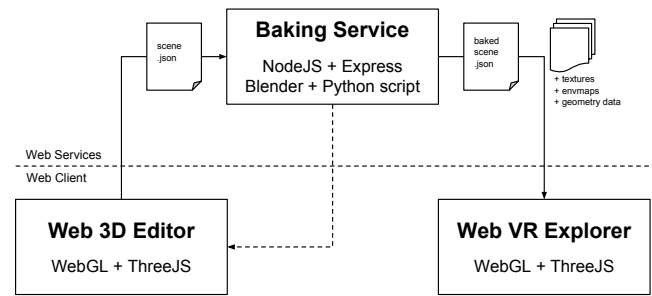 scene
.json
Baking Service
NodeJS + Express
Blender + Python script
baked
scene
.json
+ textures
+ envmaps
+ geometry data
Web Services
Web Client
Web 3D Editor
WebGL + ThreeJS
Web VR Explorer
WebGL + ThreeJS